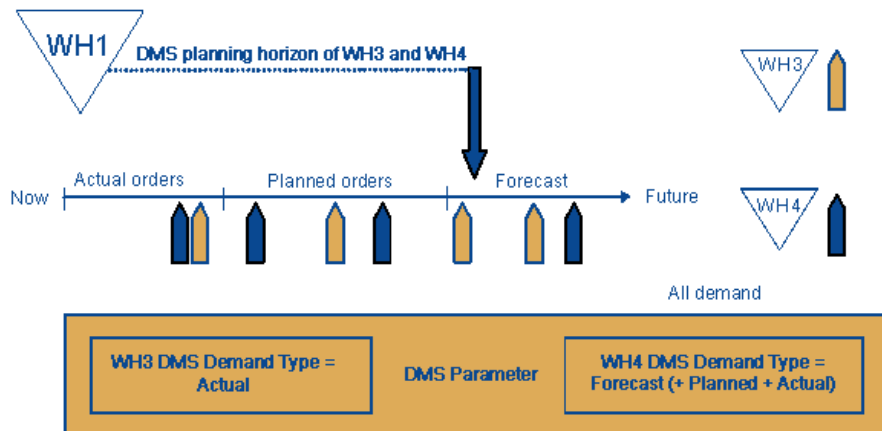 WH1
DMS planning horizon of WH3 and WH4
WH3
Actual orders
Planned orders
Forecast
Now
Future
WH4
All demand
WH3 DMS Demand Type =
Actual
DMS Parameter
WH4 DMS Demand Type =
Forecast (+ Planned + Actual)